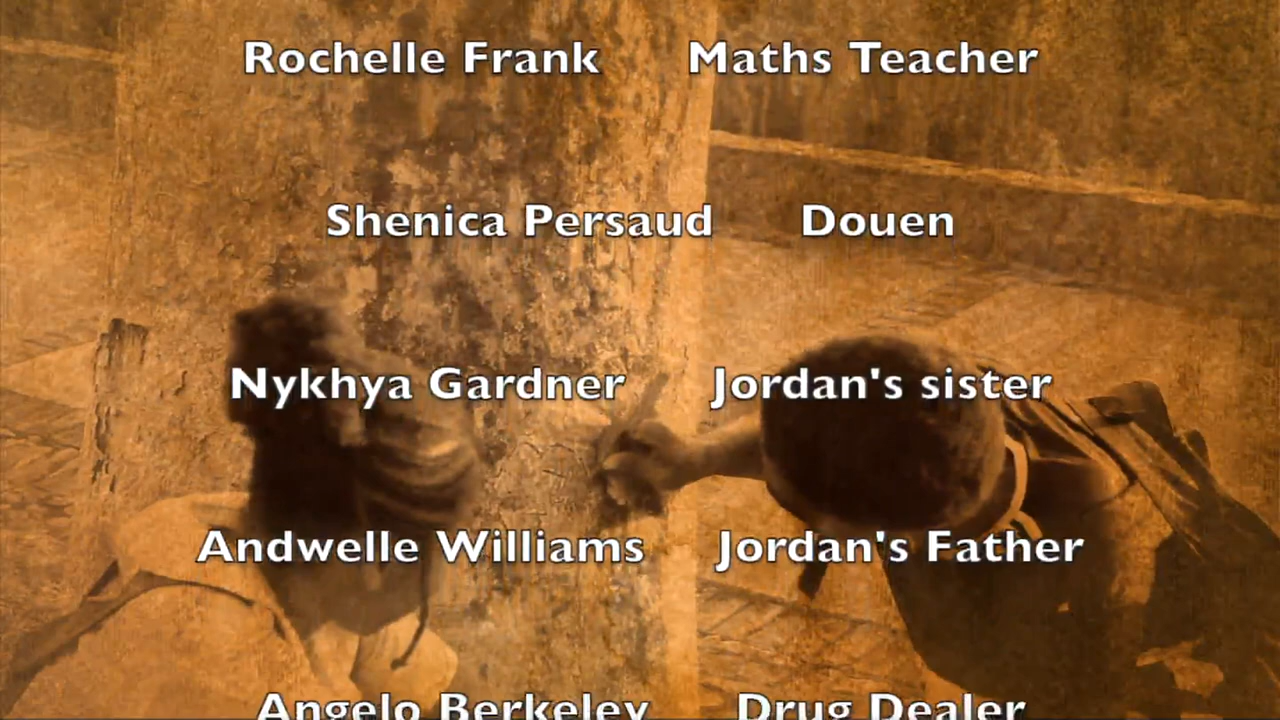 Rochelle Frank Maths Teacher
Shenica Persaud Douen
Nykhya Gardner Jordan's sister
Andwelle Williams Jordan's Father
Angelo Berkeley Drug Dealer